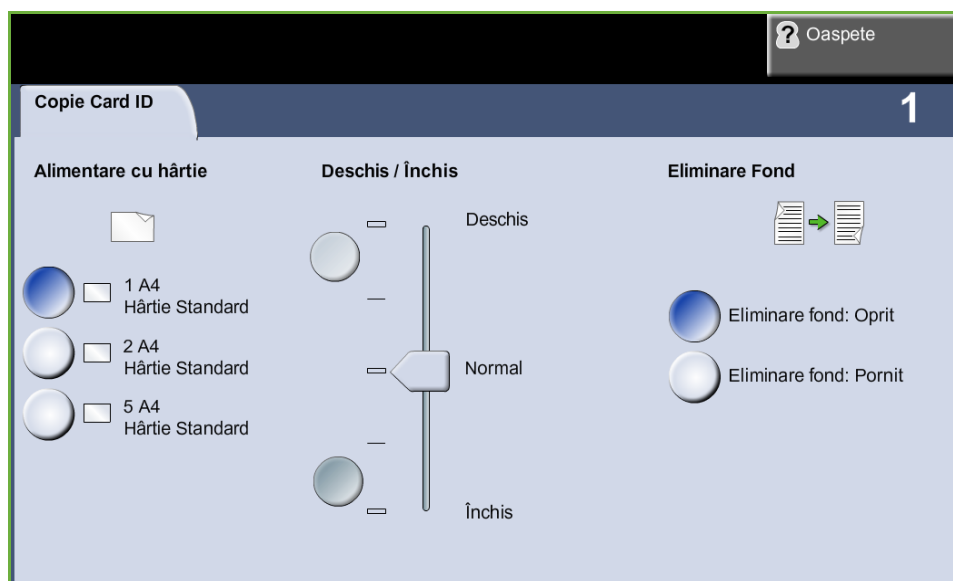 ? Oaspete
Copie Card ID
1
Alimentare cu hârtie
1 A4
Hârtie Standard
2 A4
Hârtie Standard
5 A4
Hârtie Standard
Deschis / Închis
Deschis
Normal
Închis
Eliminare Fond
Eliminare fond: Oprit
Eliminare fond: Pornit